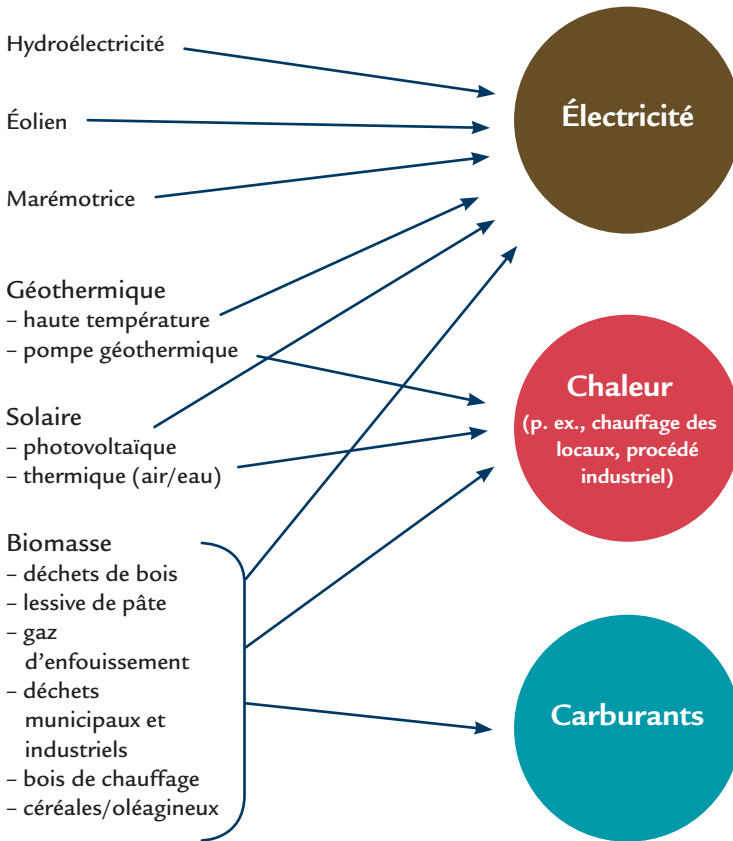 Hydroélectricité
Éolien
Marémotrice
Géothermique
– haute température
– pompe géothermique
Solaire
– photovoltaïque
– thermique (air/eau)
Biomasse
– déchets de bois
– lessive de pâte
– gaz
d’enfouissement
– déchets
municipaux et
industriels
– bois de chauffage
– céréales/oléagineux
Électricité
Chaleur
(p. ex., chauffage des
locaux, procédé
industriel)
Carburants